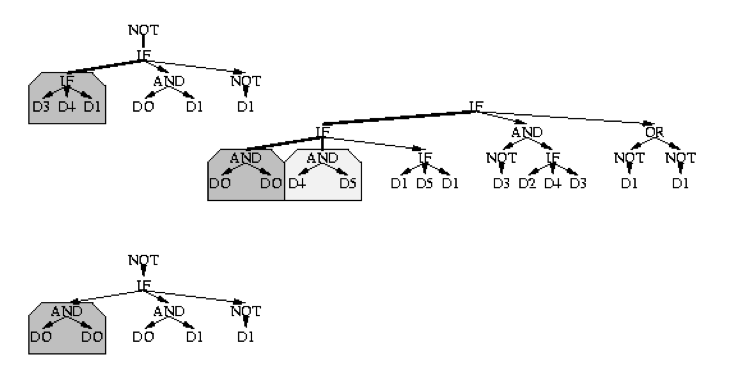 NOT
IF
IF AND NOT
D3 D4 D1 D0 D1 D1
IF
IF AND OR
AND AND IF NOT IF NOT NOT
D0 D0 D4 D5 D1 D5 D1 D3 D2 D4 D3 D1 D1
NOT
IF
AND AND NOT
D0 D0 D0 D1 D1